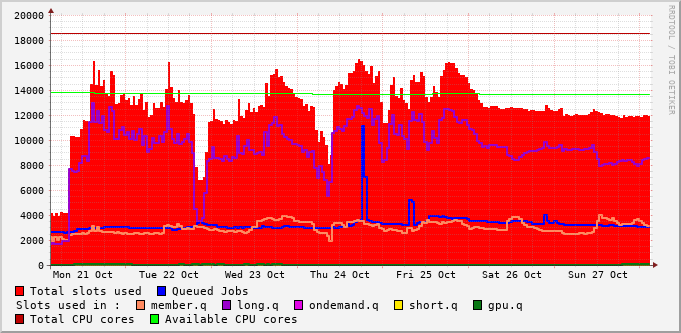 20000
18000
16000
14000
12000
10000
8000
6000
4000
2000
0
Mon 21 Oct Tue 22 Oct Wed 23 Oct Thu 24 Oct Fri 25 Oct Sat 26 Oct Sun 27 Oct
Total slots used Queued Jobs
Slots used in : member.q long.q ondemand.q short.q gpu.q
Total CPU cores Available CPU cores
RRDTOOL / TOBI OETIKER